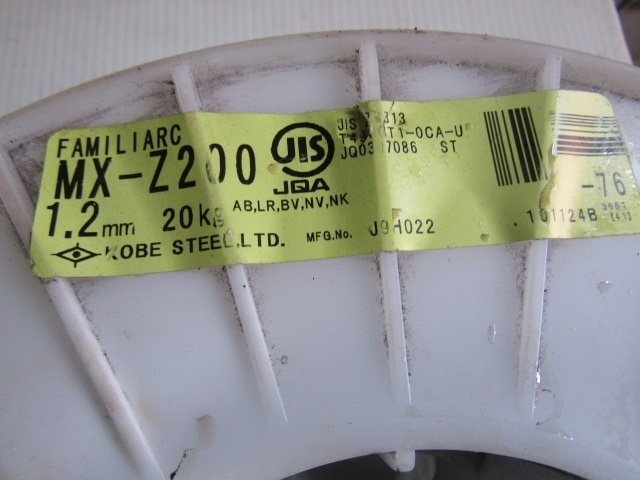 FAMILIARC
MX-Z200
1.2mm 20kg
KOBE STEEL,LTD.
JIS
JQA
AB,LR,BV,NV,NK
MFG.No. J9H022
JIS
ST
-76
101124B